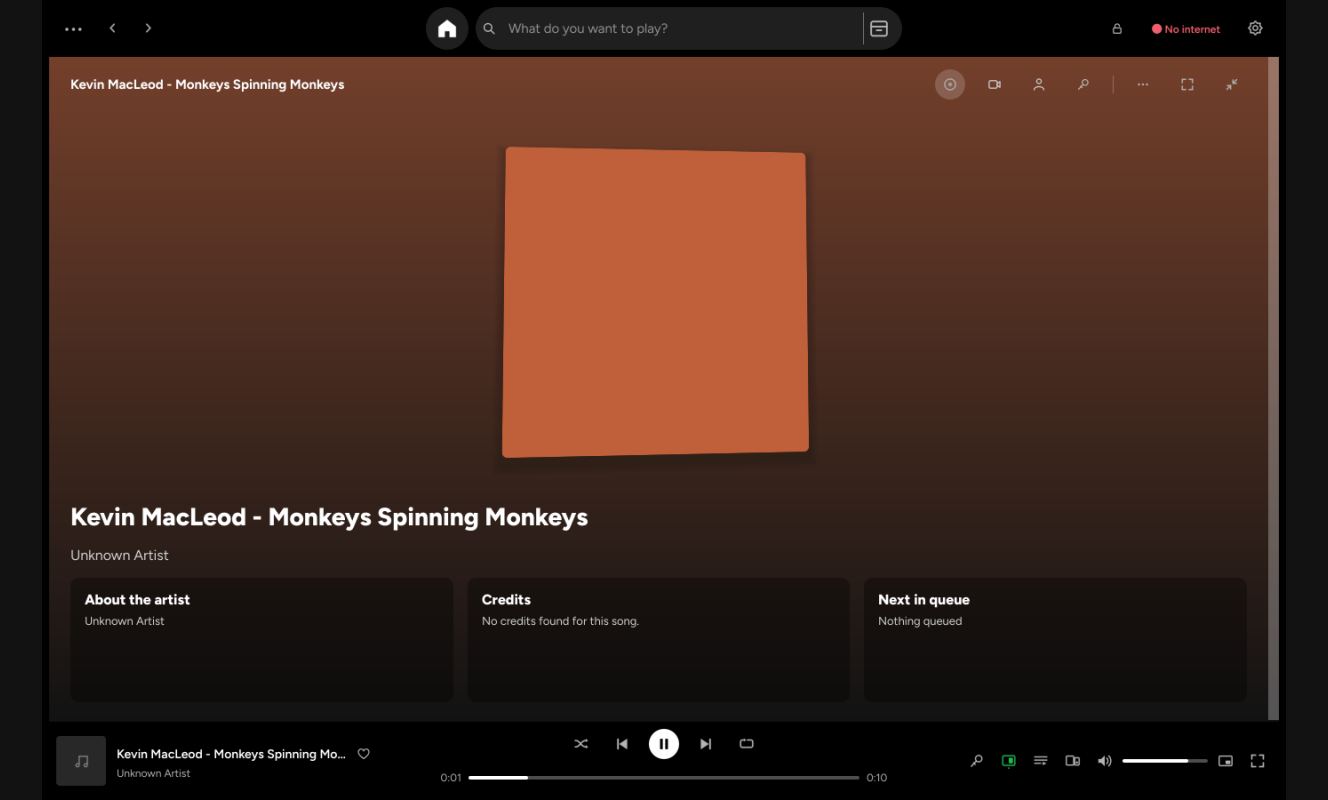 What do you want to play?
No internet
Kevin MacLeod - Monkeys Spinning Monkeys
Kevin MacLeod - Monkeys Spinning Monkeys
Unknown Artist
About the artist
Unknown Artist
Credits
No credits found for this song.
Next in queue
Nothing queued
Kevin MacLeod - Monkeys Spinning Mo...
Unknown Artist
0:01
0:10